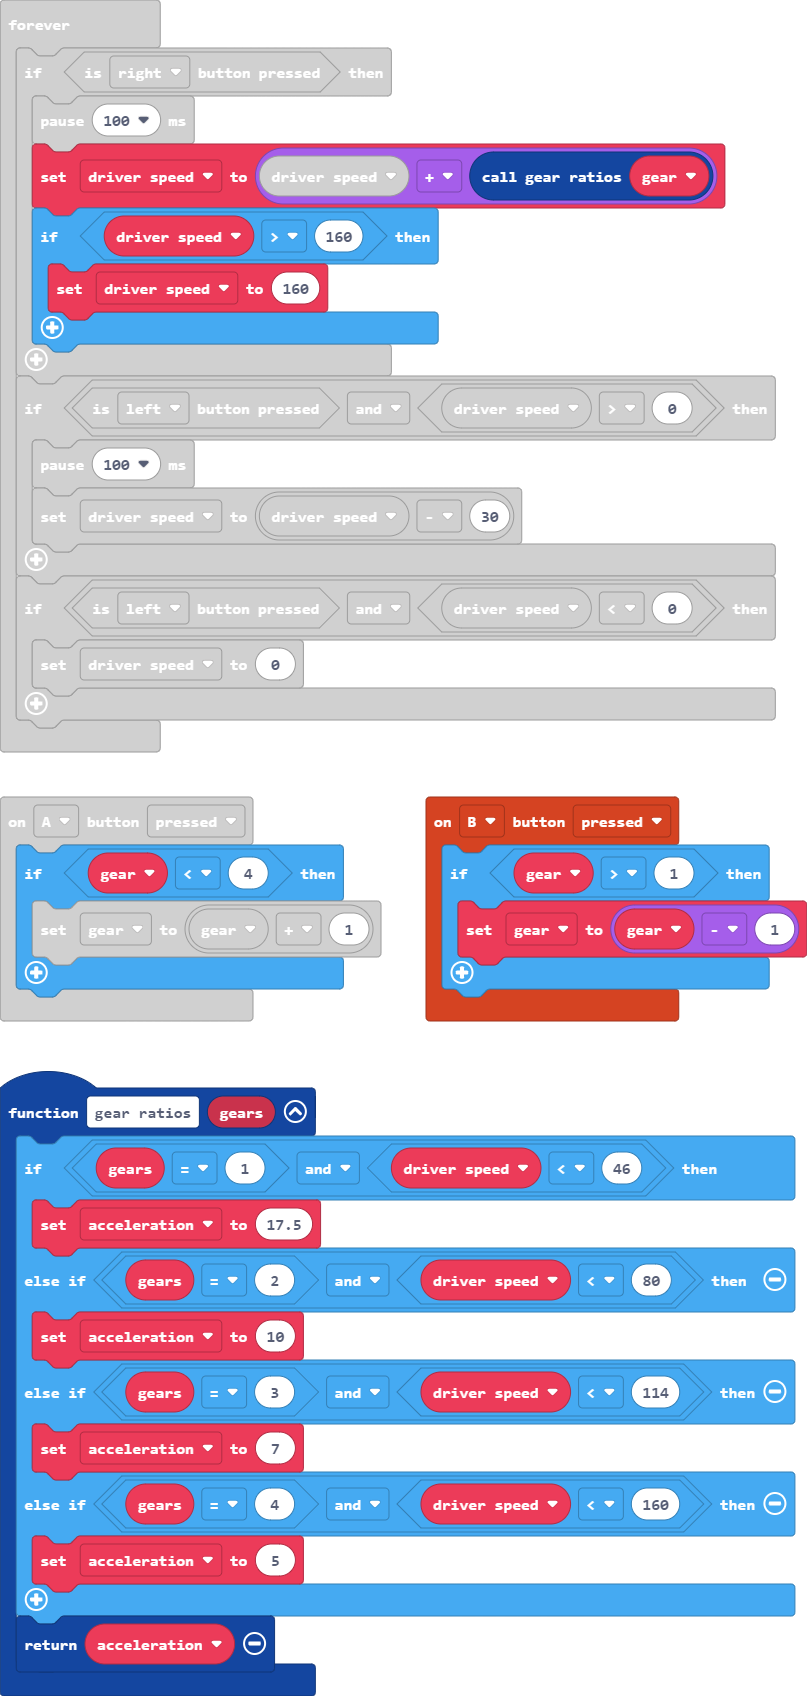 forever
if is right button pressed then
pause 100 ms
set driver speed to driver speed + call gear ratios gear
if driver speed > 160 then
set driver speed to 160
if is left button pressed and driver speed > 0 then
pause 100 ms
set driver speed to driver speed - 30
if is left button pressed and driver speed < 0 then
set driver speed to 0
on A button pressed
if gear < 4 then
set gear to gear + 1
on B button pressed
if gear > 1 then
set gear to gear - 1
function gear ratios gears
if gears = 1 and driver speed < 46 then
set acceleration to 17.5
else if gears = 2 and driver speed < 80 then
set acceleration to 10
else if gears = 3 and driver speed < 114 then
set acceleration to 7
else if gears = 4 and driver speed < 160 then
set acceleration to 5
return acceleration